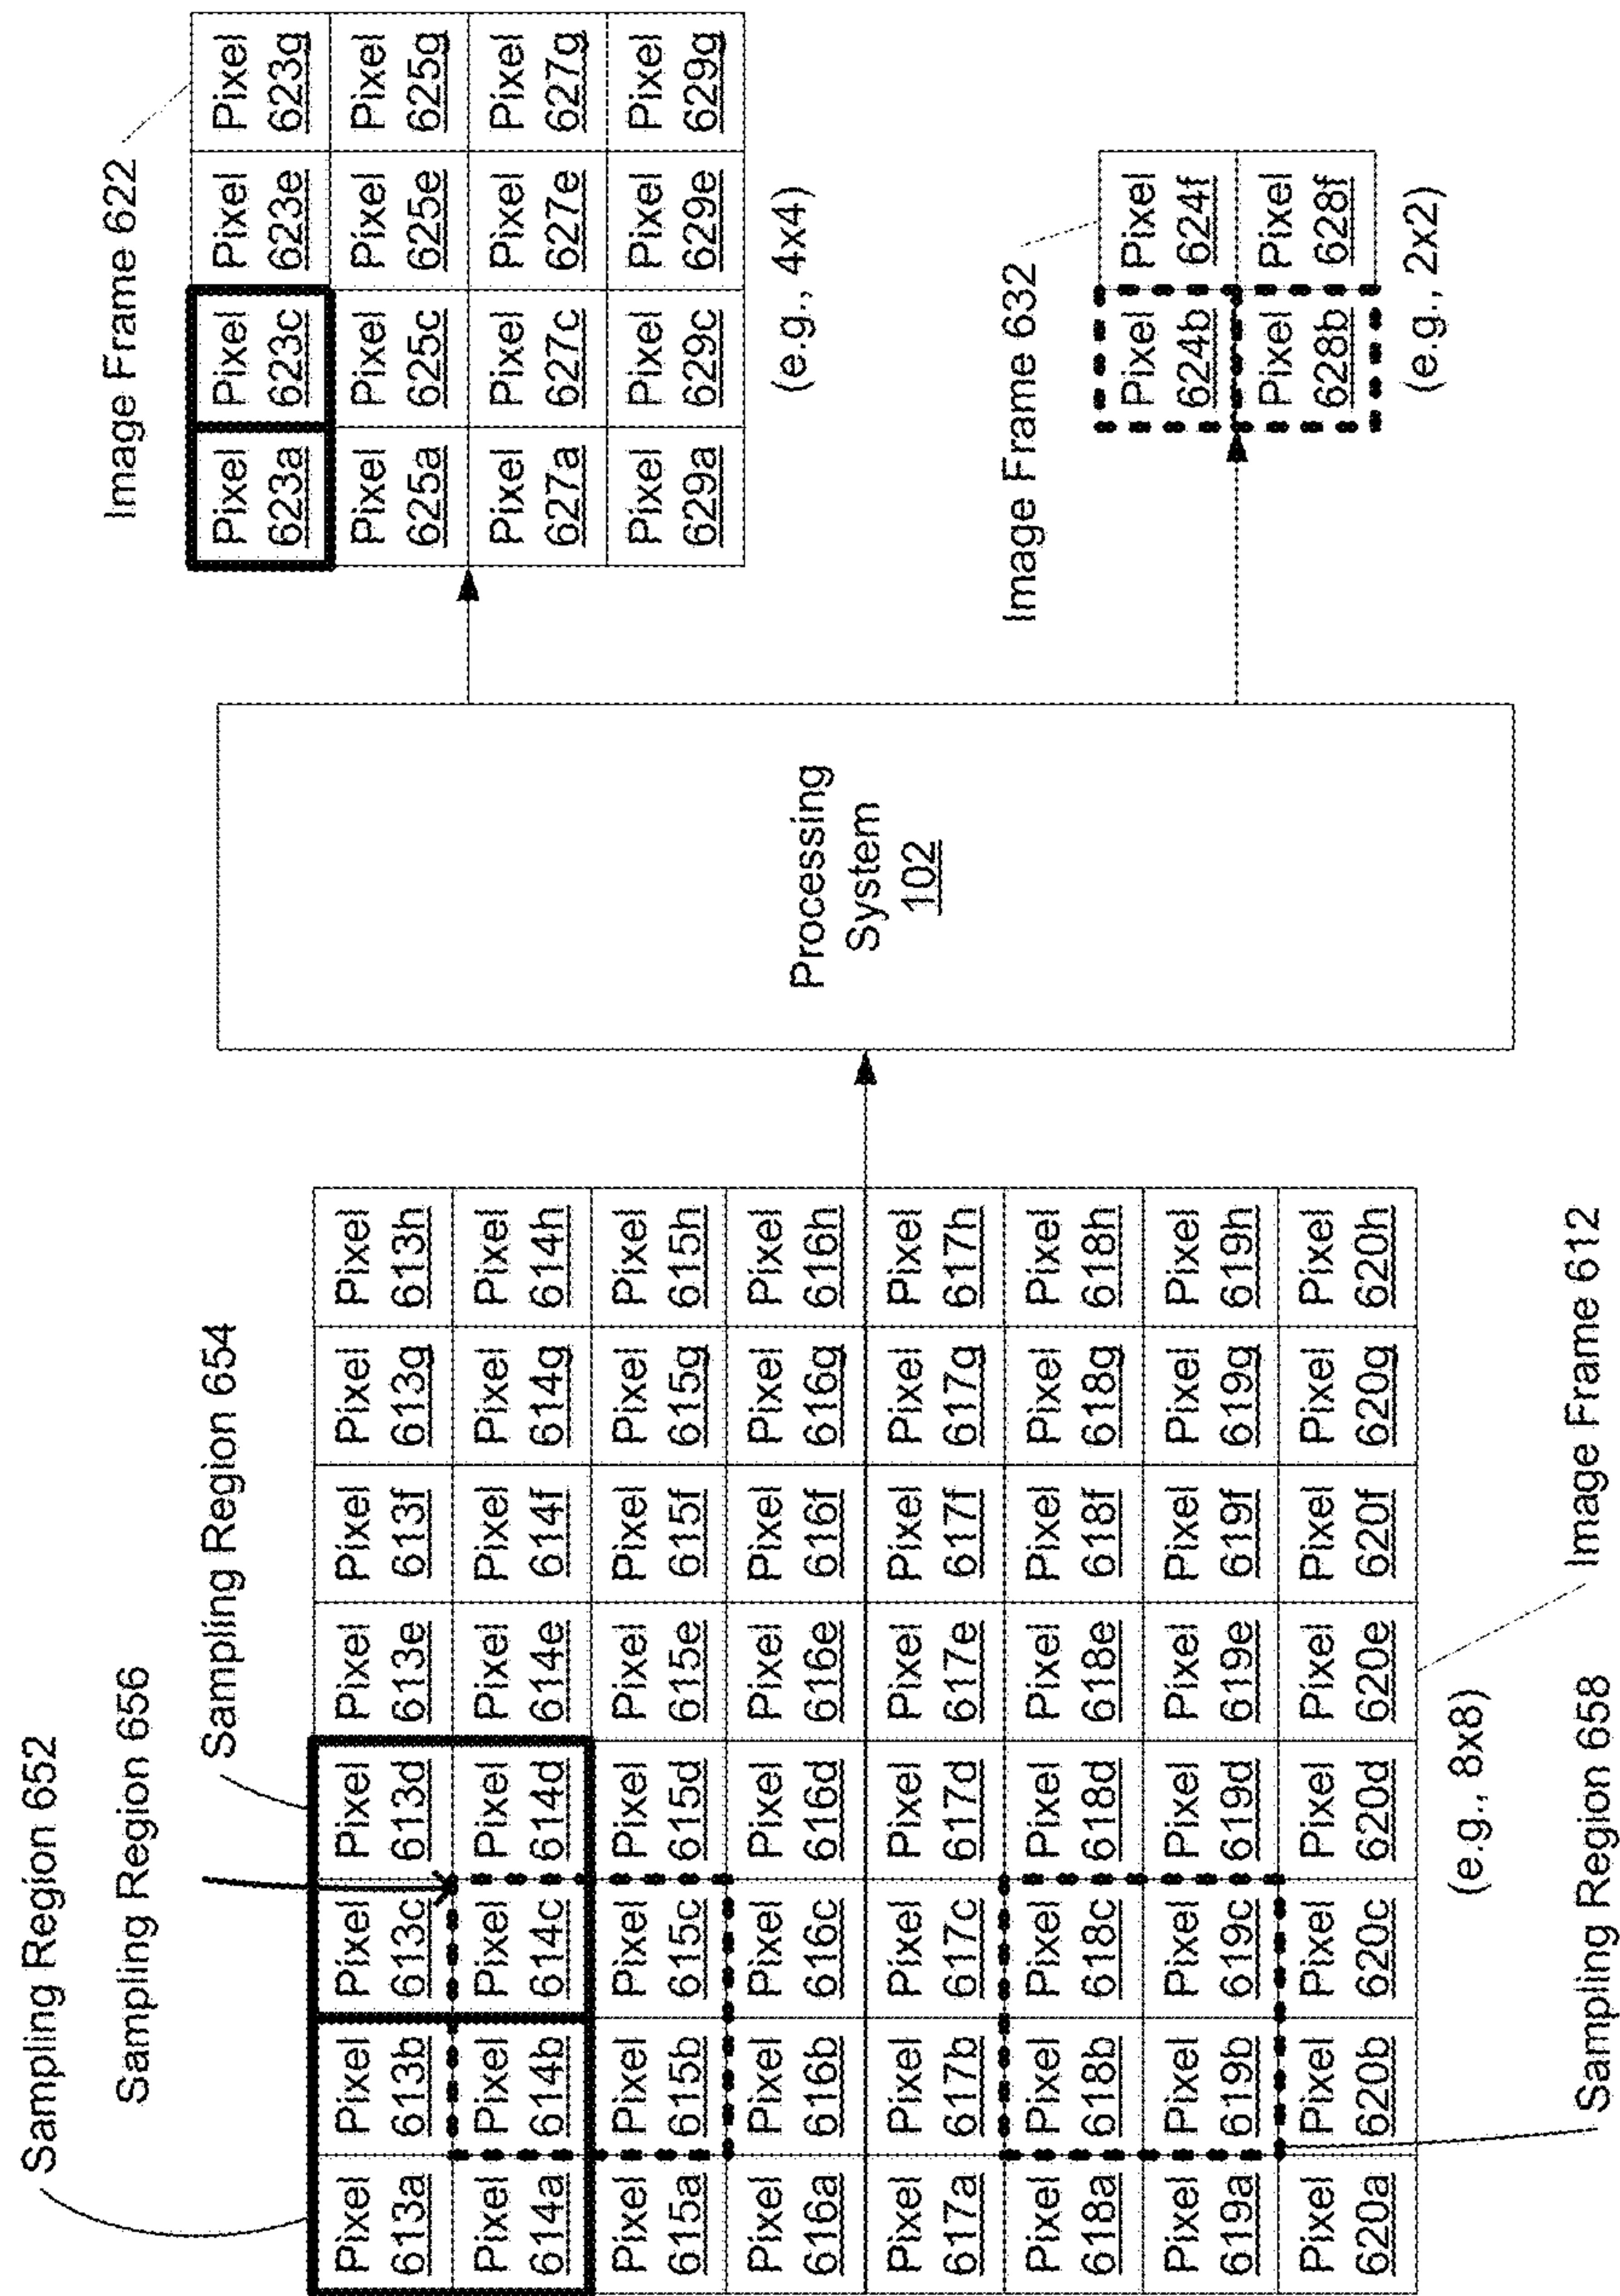 Sampling Region 652
Sampling Region 656
Sampling Region 654
Pixel 613a Pixel 613b Pixel 613c Pixel 613d Pixel 613e Pixel 613f Pixel 613g Pixel 613h
Pixel 614a Pixel 614b Pixel 614c Pixel 614d Pixel 614e Pixel 614f Pixel 614g Pixel 614h
Pixel 615a Pixel 615b Pixel 615c Pixel 615d Pixel 615e Pixel 615f Pixel 615g Pixel 615h
Pixel 616a Pixel 616b Pixel 616c Pixel 616d Pixel 616e Pixel 616f Pixel 616g Pixel 616h
Pixel 617a Pixel 617b Pixel 617c Pixel 617d Pixel 617e Pixel 617f Pixel 617g Pixel 617h
Pixel 618a Pixel 618b Pixel 618c Pixel 618d Pixel 618e Pixel 618f Pixel 618g Pixel 618h
Pixel 619a Pixel 619b Pixel 619c Pixel 619d Pixel 619e Pixel 619f Pixel 619g Pixel 619h
Pixel 620a Pixel 620b Pixel 620c Pixel 620d Pixel 620e Pixel 620f Pixel 620g Pixel 620h
(e.g., 8x8)
Sampling Region 658
Image Frame 612
Processing
System
102
Image Frame 622
Pixel 623a Pixel 623c Pixel 623e Pixel 623g
Pixel 625a Pixel 625c Pixel 625e Pixel 625g
Pixel 627a Pixel 627c Pixel 627e Pixel 627g
Pixel 629a Pixel 629c Pixel 629e Pixel 629g
(e.g., 4x4)
Image Frame 632
Pixel 624b Pixel 624f
Pixel 628b Pixel 628f
(e.g., 2x2)